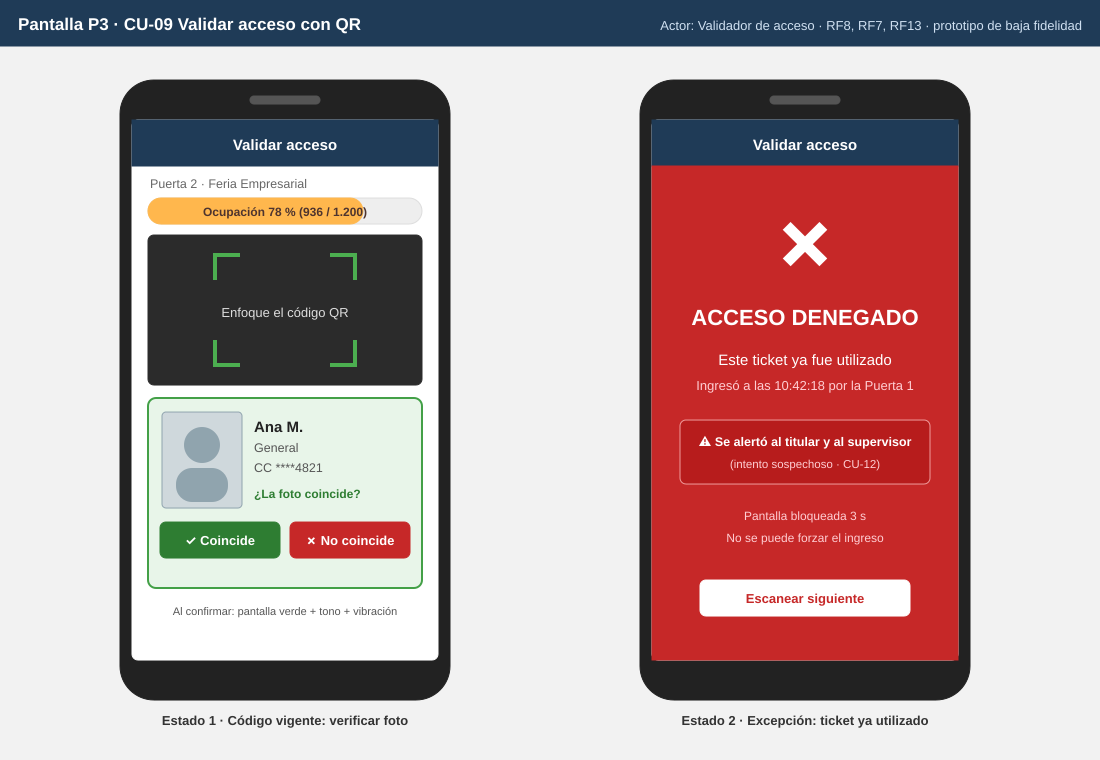 Pantalla P3 · CU-09 Validar acceso con QR
Actor: Validador de acceso · RF8, RF7, RF13 · prototipo de baja fidelidad
Validar acceso
Puerta 2 · Feria Empresarial
Ocupación 78 % (936 / 1.200)
Enfoque el código QR
Ana M.
General
CC ****4821
¿La foto coincide?
✓ Coincide
× No coincide
Al confirmar: pantalla verde + tono + vibración
Estado 1 · Código vigente: verificar foto
Validar acceso
ACCESO DENEGADO
Este ticket ya fue utilizado
Ingresó a las 10:42:18 por la Puerta 1
⚠ Se alertó al titular y al supervisor
(intento sospechoso · CU-12)
Pantalla bloqueada 3 s
No se puede forzar el ingreso
Escanear siguiente
Estado 2 · Excepción: ticket ya utilizado